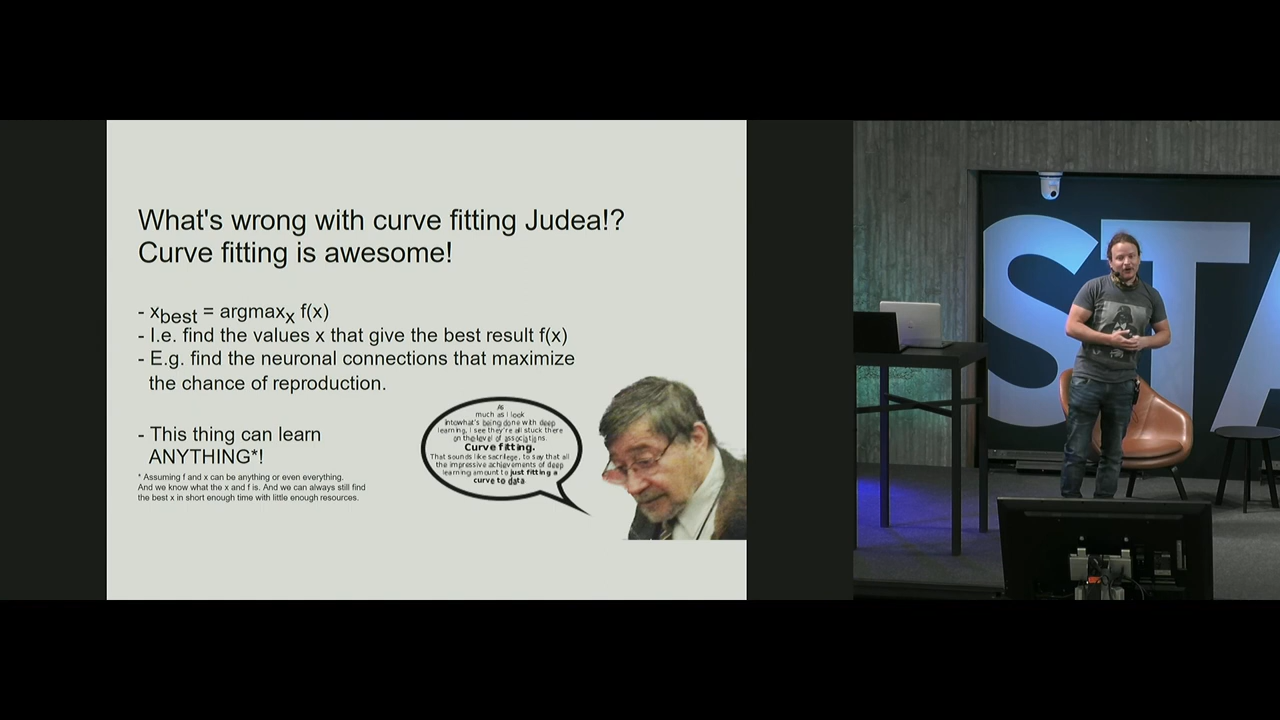 What's wrong with curve fitting Judea!?
Curve fitting is awesome!
- xbest = argmaxx f(x)
- I.e. find the values x that give the best result f(x)
- E.g. find the neuronal connections that maximize
the chance of reproduction.
- This thing can learn
ANYTHING*!
* Assuming f and x can be anything or even everything.
And we know what the x and f is. And we can always still find
the best x in short enough time with little enough resources.
As
much as I look
intowhat's being done with deep
learning, I see they're all stuck there
on the level of associations.
Curve fitting.
That sounds like sacrilege, to say that all
the impressive achievements of deep
learning amount to just fitting a
curve to data
STA